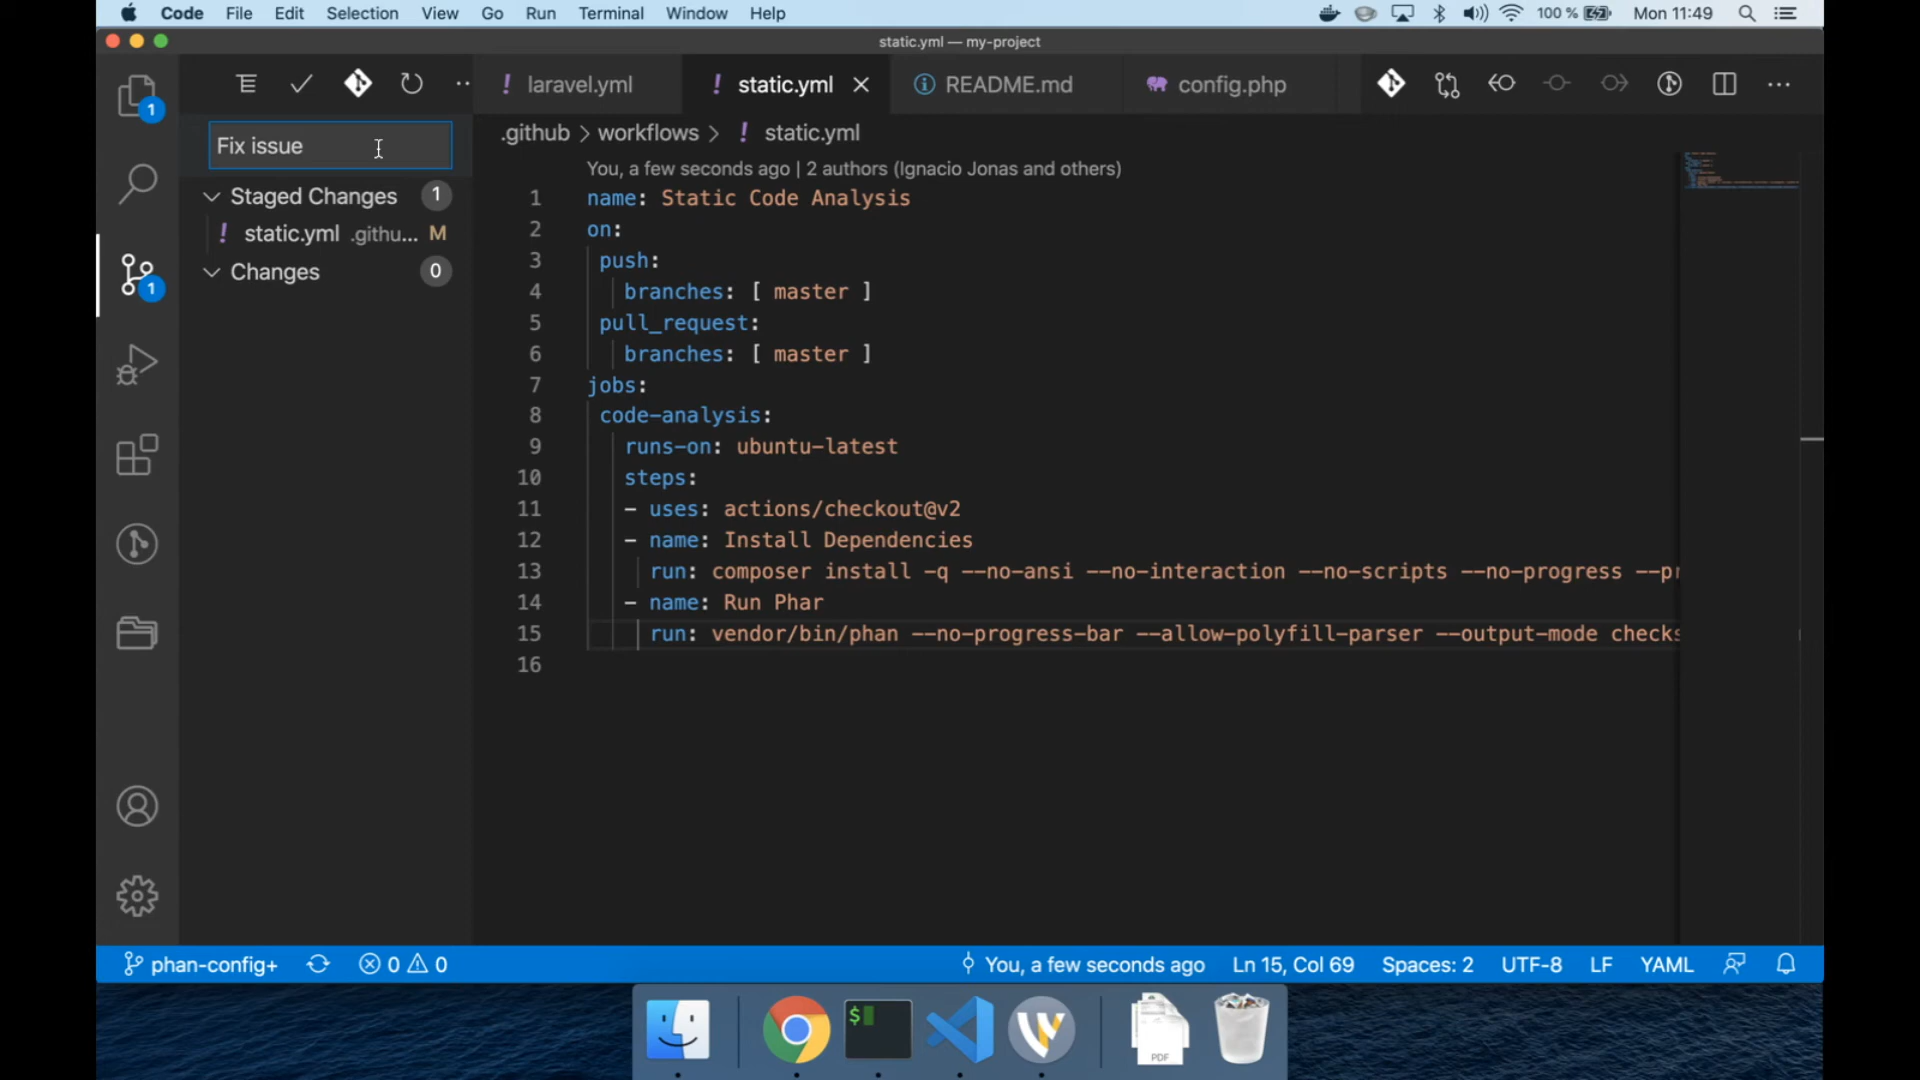 Code File Edit Selection View Go Run Terminal Window Help 100 % Mon 11:49
static.yml — my-project
laravel.yml static.yml README.md config.php
.github > workflows > ! static.yml
1
Fix issue
Staged Changes 1
static.yml .githu... M
Changes 0
1
You, a few seconds ago | 2 authors (Ignacio Jonas and others)
1 name: Static Code Analysis
2 on:
3 push:
4 branches: [ master ]
5 pull_request:
6 branches: [ master ]
7 jobs:
8 code-analysis:
9 runs-on: ubuntu-latest
10 steps:
11 - uses: actions/checkout@v2
12 - name: Install Dependencies
13 run: composer install -q --no-ansi --no-interaction --no-scripts --no-progress --pr
14 - name: Run Phar
15 run: vendor/bin/phan --no-progress-bar --allow-polyfill-parser --output-mode checks
16
phan-config+ 0 0 You, a few seconds ago Ln 15, Col 69 Spaces: 2 UTF-8 LF YAML
$
PDF